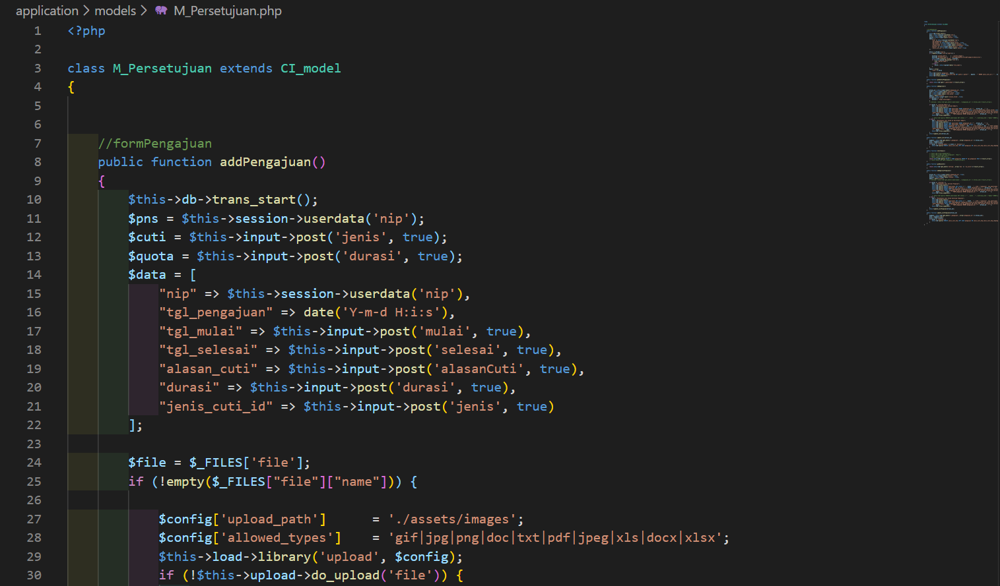 application > models > M_Persetujuan.php
1 <?php
2
3 class M_Persetujuan extends CI_model
4 {
5
6
7 //formPengajuan
8 public function addPengajuan()
9 {
10 $this->db->trans_start();
11 $pns = $this->session->userdata('nip');
12 $cuti = $this->input->post('jenis', true);
13 $quota = $this->input->post('durasi', true);
14 $data = [
15 "nip" => $this->session->userdata('nip'),
16 "tgl_pengajuan" => date('Y-m-d H:i:s'),
17 "tgl_mulai" => $this->input->post('mulai', true),
18 "tgl_selesai" => $this->input->post('selesai', true),
19 "alasan_cuti" => $this->input->post('alasanCuti', true),
20 "durasi" => $this->input->post('durasi', true),
21 "jenis_cuti_id" => $this->input->post('jenis', true)
22 ];
23
24 $file = $_FILES['file'];
25 if (!empty($_FILES["file"]["name"])) {
26
27 $config['upload_path'] = './assets/images';
28 $config['allowed_types'] = 'gif|jpg|png|doc|txt|pdf|jpeg|xls|docx|xlsx';
29 $this->load->library('upload', $config);
30 if (!$this->upload->do_upload('file')) {